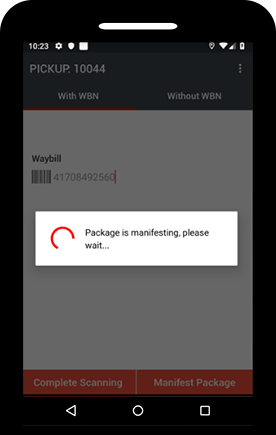 10:23
PICKUP. 10044
With WBN Without WBN
Waybill
41708492560
Package is manifesting, please
wait...
Complete Scanning Manifest Package